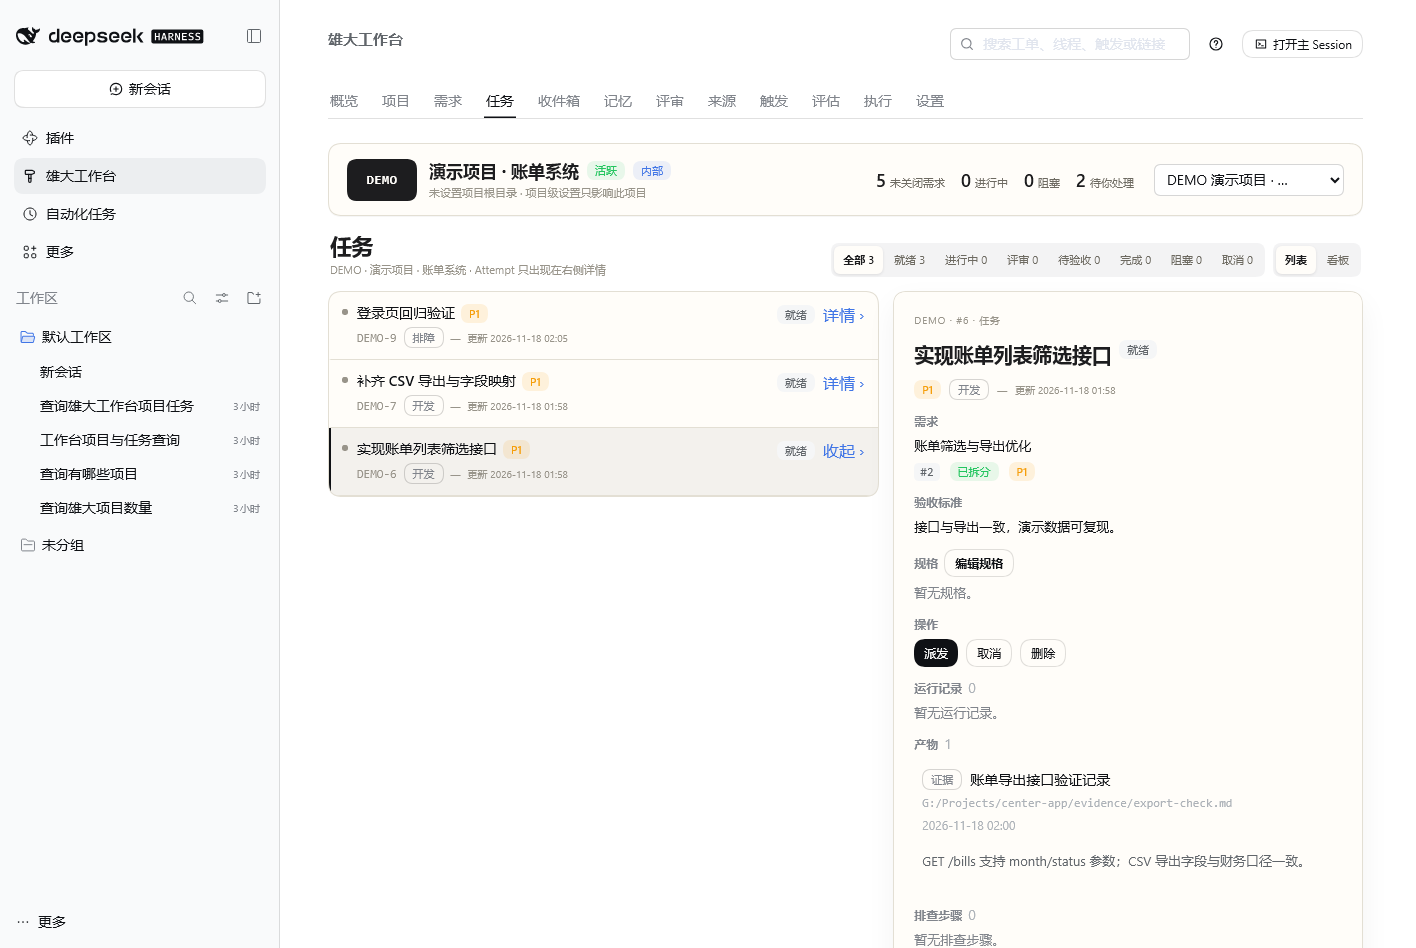 deepseek HARNESS
新会话
插件
雄大工作台
自动化任务
更多
工作区
默认工作区
新会话
查询雄大工作台项目任务 3小时
工作台项目与任务查询 3小时
查询有哪些项目 3小时
查询雄大项目数量 3小时
未分组
··· 更多
雄大工作台
搜索工单、线程、触发或链接
打开主 Session
概览 项目 需求 任务 收件箱 记忆 评审 来源 触发 评估 执行 设置
DEMO
演示项目 · 账单系统 活跃 内部
未设置项目根目录 · 项目级设置只影响此项目
5 未关闭需求 0 进行中 0 阻塞 2 待你处理
DEMO 演示项目 · ...
任务
DEMO · 演示项目 · 账单系统 · Attempt 只出现在右侧详情
全部 3 就绪 3 进行中 0 评审 0 待验收 0 完成 0 阻塞 0 取消 0
列表 看板
登录页回归验证 P1 就绪 详情 ›
DEMO-9 排障 — 更新 2026-11-18 02:05
补齐 CSV 导出与字段映射 P1 就绪 详情 ›
DEMO-7 开发 — 更新 2026-11-18 01:58
实现账单列表筛选接口 P1 就绪 收起 ›
DEMO-6 开发 — 更新 2026-11-18 01:58
DEMO · #6 · 任务
实现账单列表筛选接口 就绪
P1 开发 — 更新 2026-11-18 01:58
需求
账单筛选与导出优化
#2 已拆分 P1
验收标准
接口与导出一致，演示数据可复现。
规格 编辑规格
暂无规格。
操作
派发 取消 删除
运行记录 0
暂无运行记录。
产物 1
证据 账单导出接口验证记录
G:/Projects/center-app/evidence/export-check.md
2026-11-18 02:00
GET /bills 支持 month/status 参数；CSV 导出字段与财务口径一致。
排查步骤 0
暂无排查步骤。